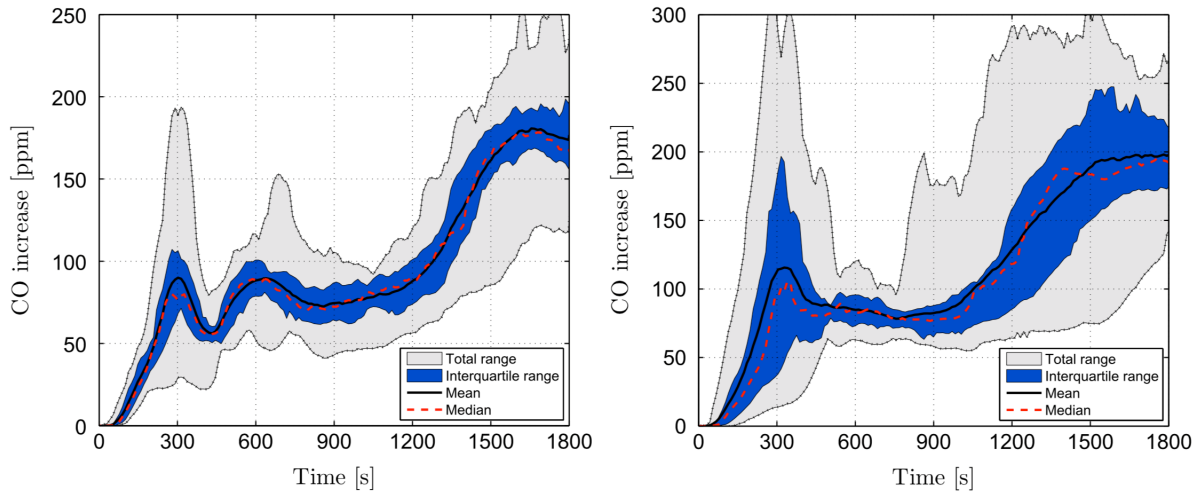 250
200
150
100
50
0
CO increase [ppm]
0 300 600 900 1200 1500 1800
Time [s]
Total range
Interquartile range
Mean
Median
300
250
200
150
100
50
0
CO increase [ppm]
0 300 600 900 1200 1500 1800
Time [s]
Total range
Interquartile range
Mean
Median